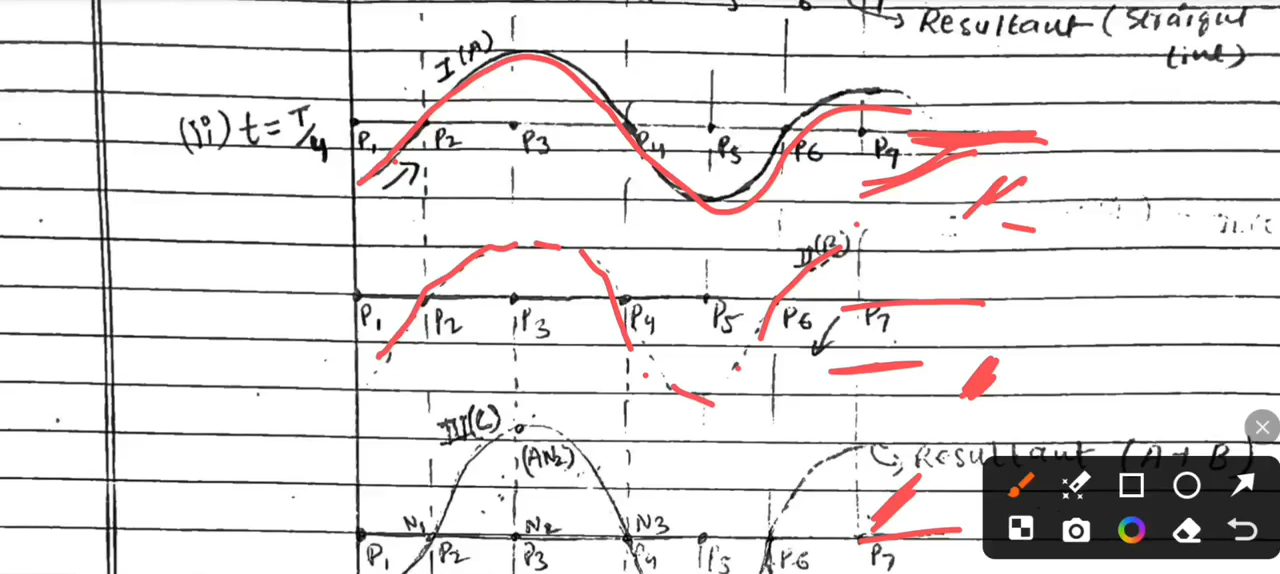 Resultant (Straight
line)
I(A)
(ii) t = T/4
P1 P2 P3 P4 P5 P6 P9
II(B)
P1 P2 P3 P4 P5 P6 P7
III(C)
(AN2)
C, Resultant (A+B)
N1 N2 N3
P1 P2 P3 P4 P5 P6 P7